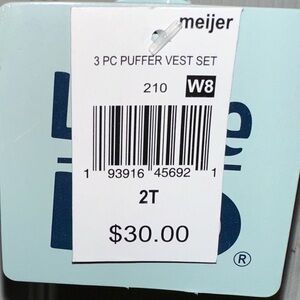 meijer
3 PC PUFFER VEST SET
210 W8
1 93916 45692 1
2T
$30.00
®